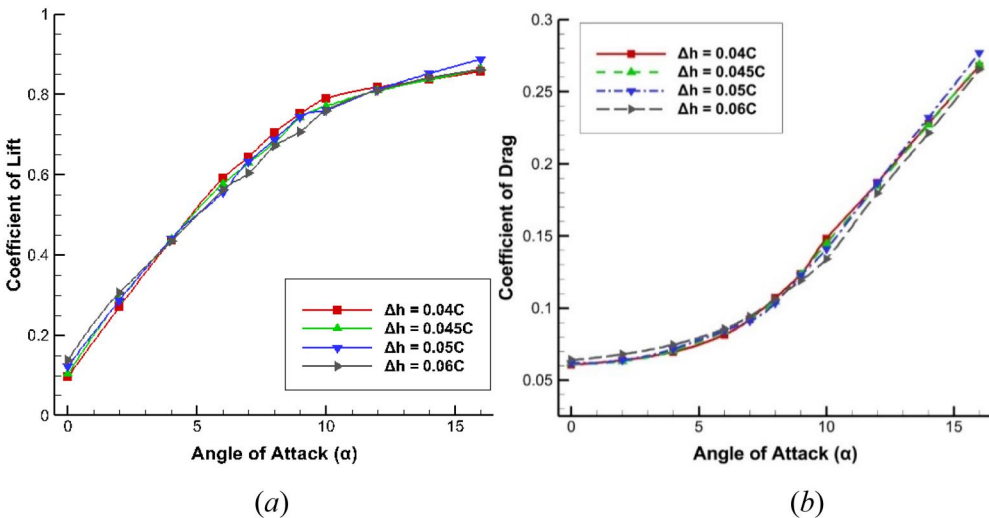 1
0.8
0.6
0.4
0.2
0
Coefficient of Lift
Δh = 0.04C
Δh = 0.045C
Δh = 0.05C
Δh = 0.06C
0 5 10 15
Angle of Attack (α)
(a)
0.3
0.25
0.2
0.15
0.1
0.05
Coefficient of Drag
Δh = 0.04C
Δh = 0.045C
Δh = 0.05C
Δh = 0.06C
0 5 10 15
Angle of Attack (α)
(b)